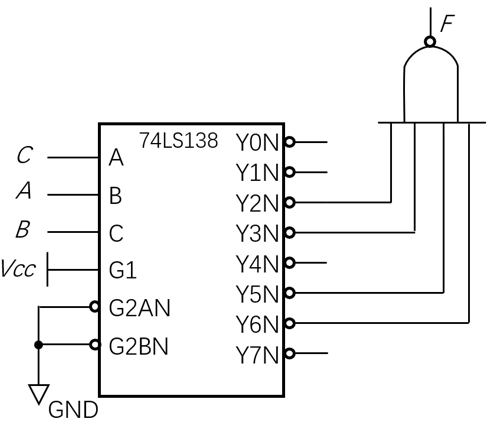 F
74LS138
C A Y0N
Y1N
A B Y2N
B C Y3N
Vcc G1 Y4N
G2AN Y5N
G2BN Y6N
Y7N
GND